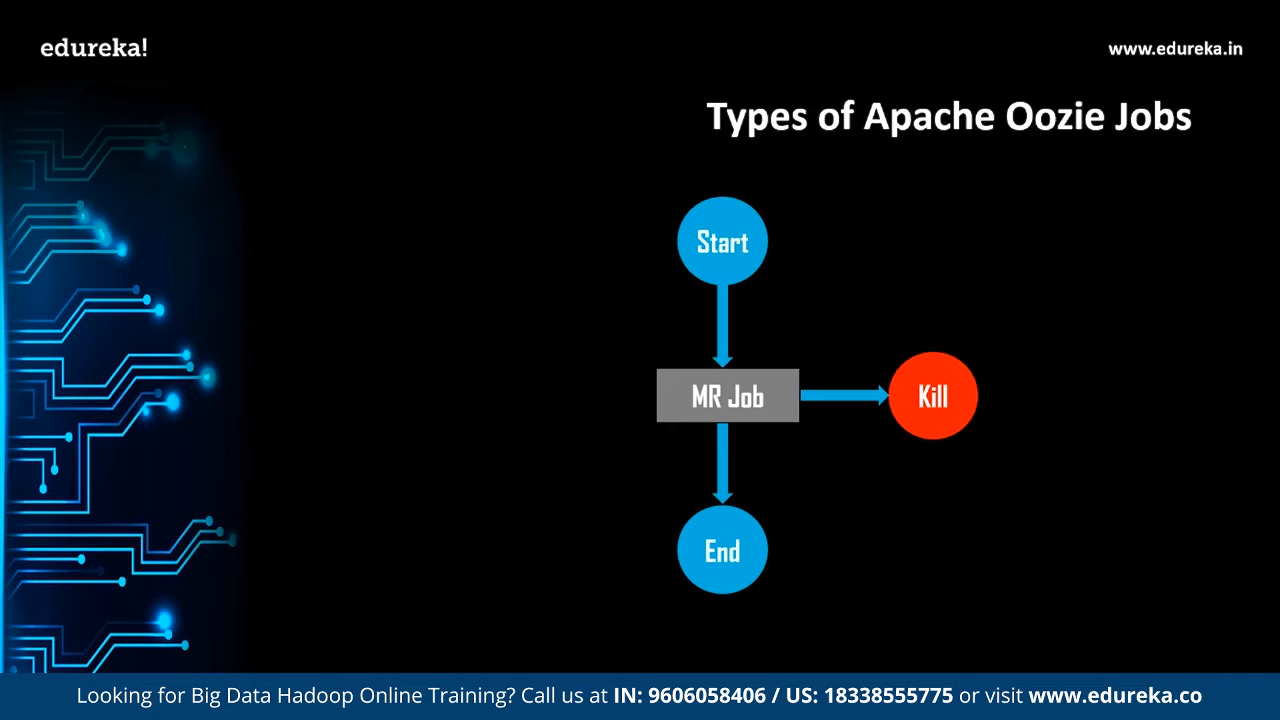 edureka!
www.edureka.in
Types of Apache Oozie Jobs
Start
MR Job
Kill
End
Looking for Big Data Hadoop Online Training? Call us at IN: 9606058406 / US: 18338555775 or visit www.edureka.co